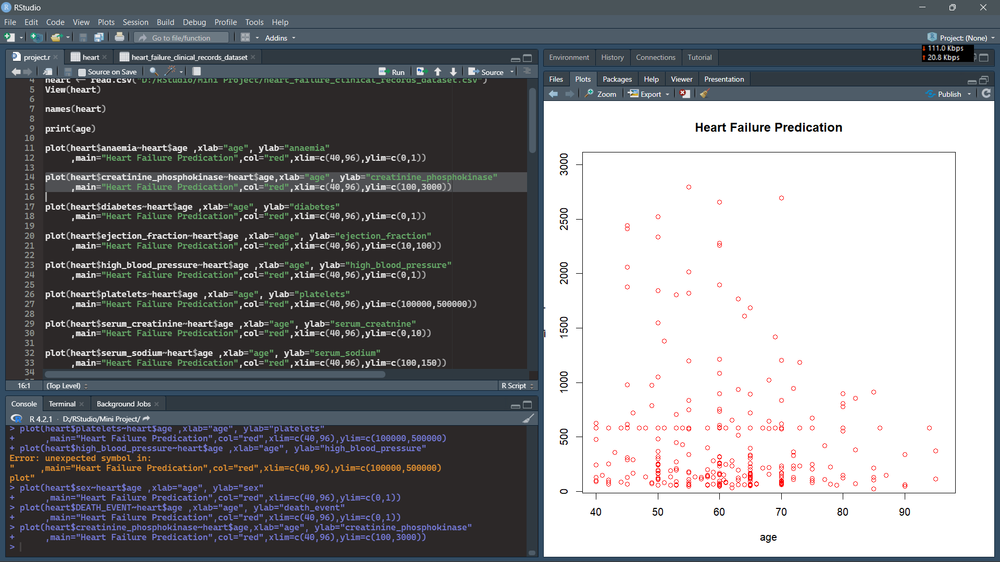 RStudio
File Edit Code View Plots Session Build Debug Profile Tools Help
Go to file/function Addins Project: (None)
111.0 Kbps
20.8 Kbps
project.r heart heart_failure_clinical_records_dataset
Source on Save Run Source
4 heart <- read.csv("D:/RStudio/Mini Project/heart_failure_clinical_records_dataset.csv")
5 View(heart)
6
7 names(heart)
8
9 print(age)
10
11 plot(heart$anaemia~heart$age ,xlab="age", ylab="anaemia"
12 ,main="Heart Failure Predication",col="red",xlim=c(40,96),ylim=c(0,1))
13
14 plot(heart$creatinine_phosphokinase~heart$age,xlab="age", ylab="creatinine_phosphokinase"
15 ,main="Heart Failure Predication",col="red",xlim=c(40,96),ylim=c(100,3000))
16
17 plot(heart$diabetes~heart$age ,xlab="age", ylab="diabetes"
18 ,main="Heart Failure Predication",col="red",xlim=c(40,96),ylim=c(0,1))
19
20 plot(heart$ejection_fraction~heart$age ,xlab="age", ylab="ejection_fraction"
21 ,main="Heart Failure Predication",col="red",xlim=c(40,96),ylim=c(10,100))
22
23 plot(heart$high_blood_pressure~heart$age ,xlab="age", ylab="high_blood_pressure"
24 ,main="Heart Failure Predication",col="red",xlim=c(40,96),ylim=c(0,1))
25
26 plot(heart$platelets~heart$age ,xlab="age", ylab="platelets"
27 ,main="Heart Failure Predication",col="red",xlim=c(40,96),ylim=c(100000,500000))
28
29 plot(heart$serum_creatinine~heart$age ,xlab="age", ylab="serum_creatnine"
30 ,main="Heart Failure Predication",col="red",xlim=c(40,96),ylim=c(0,10))
31
32 plot(heart$serum_sodium~heart$age ,xlab="age", ylab="serum_sodium"
33 ,main="Heart Failure Predication",col="red",xlim=c(40,96),ylim=c(100,150))
34
16:1 (Top Level) R Script
Console Terminal Background Jobs
R 4.2.1 · D:/RStudio/Mini Project/
> plot(heart$platelets~heart$age ,xlab="age", ylab="platelets"
+ ,main="Heart Failure Predication",col="red",xlim=c(40,96),ylim=c(100000,500000)
+ plot(heart$high_blood_pressure~heart$age ,xlab="age", ylab="high_blood_pressure"
Error: unexpected symbol in:
" ,main="Heart Failure Predication",col="red",xlim=c(40,96),ylim=c(100000,500000)
plot"
> plot(heart$sex~heart$age ,xlab="age", ylab="sex"
+ ,main="Heart Failure Predication",col="red",xlim=c(40,96),ylim=c(0,1))
> plot(heart$DEATH_EVENT~heart$age ,xlab="age", ylab="death_event"
+ ,main="Heart Failure Predication",col="red",xlim=c(40,96),ylim=c(0,1))
> plot(heart$creatinine_phosphokinase~heart$age,xlab="age", ylab="creatinine_phosphokinase"
+ ,main="Heart Failure Predication",col="red",xlim=c(40,96),ylim=c(100,3000))
>
Environment History Connections Tutorial
Files Plots Packages Help Viewer Presentation
Zoom Export Publish
Heart Failure Predication
3000
2500
2000
1500
1000
500
0
40 50 60 70 80 90
age